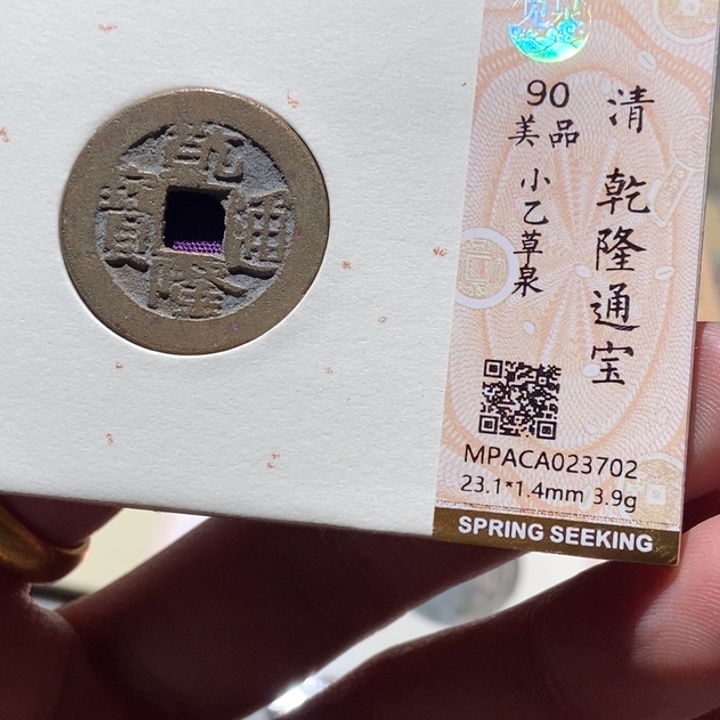 乾隆通寶
90
美品
小乙草泉
清 乾隆通宝
MPACA023702
23.1*1.4mm 3.9g
SPRING SEEKING